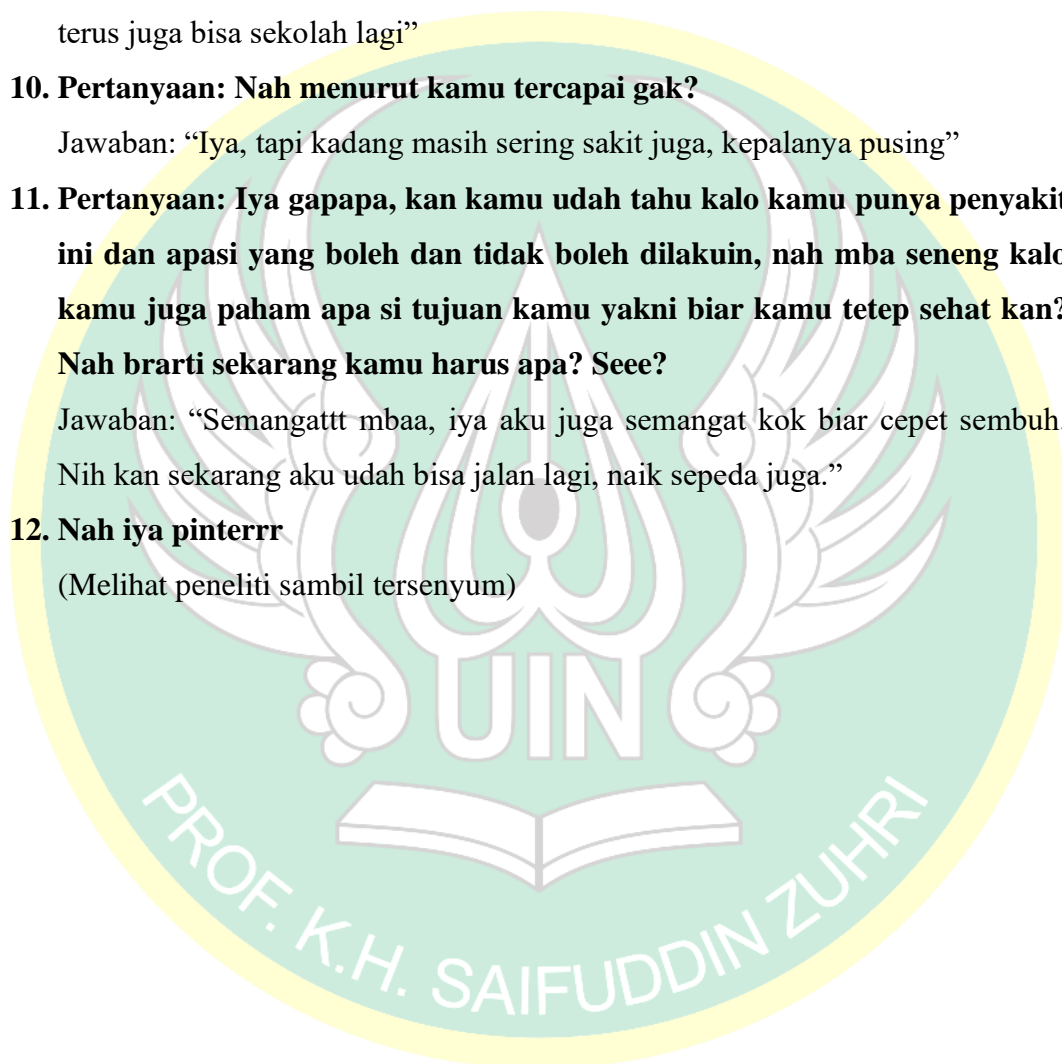 terus juga bisa sekolah lagi”
10. Pertanyaan: Nah menurut kamu tercapai gak?
Jawaban: “Iya, tapi kadang masih sering sakit juga, kepalanya pusing”
11. Pertanyaan: Iya gapapa, kan kamu udah tahu kalo kamu punya penyakit
ini dan apasi yang boleh dan tidak boleh dilakuin, nah mba seneng kalo
kamu juga paham apa si tujuan kamu yakni biar kamu tetep sehat kan?
Nah brarti sekarang kamu harus apa? Seee?
Jawaban: “Semangattt mbaa, iya aku juga semangat kok biar cepet sembuh.
Nih kan sekarang aku udah bisa jalan lagi, naik sepeda juga.”
12. Nah iya pinterrr
(Melihat peneliti sambil tersenyum)
UIN
PROF. K.H. SAIFUDDIN ZUHRI